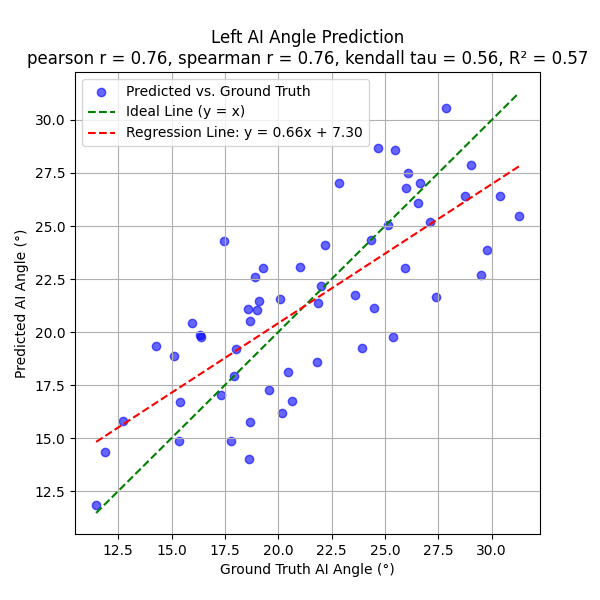 Left AI Angle Prediction
pearson r = 0.76, spearman r = 0.76, kendall tau = 0.56, R² = 0.57
Predicted vs. Ground Truth
Ideal Line (y = x)
Regression Line: y = 0.66x + 7.30
30.0
27.5
25.0
22.5
20.0
17.5
15.0
12.5
Predicted AI Angle (°)
12.5 15.0 17.5 20.0 22.5 25.0 27.5 30.0
Ground Truth AI Angle (°)